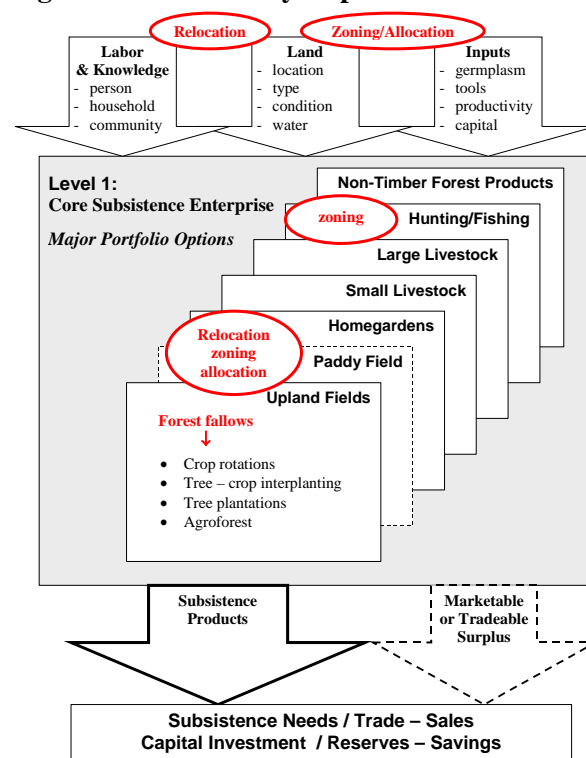 Relocation
Zoning/Allocation
Labor
& Knowledge
- person
- household
- community
Land
- location
- type
- condition
- water
Inputs
- germplasm
- tools
- productivity
- capital
Level 1:
Core Subsistence Enterprise
Major Portfolio Options
Non-Timber Forest Products
zoning
Hunting/Fishing
Large Livestock
Small Livestock
Homegardens
Relocation
zoning
allocation
Paddy Field
Upland Fields
Forest fallows
• Crop rotations
• Tree – crop interplanting
• Tree plantations
• Agroforest
Subsistence
Products
Marketable
or Tradeable
Surplus
Subsistence Needs / Trade – Sales
Capital Investment / Reserves – Savings